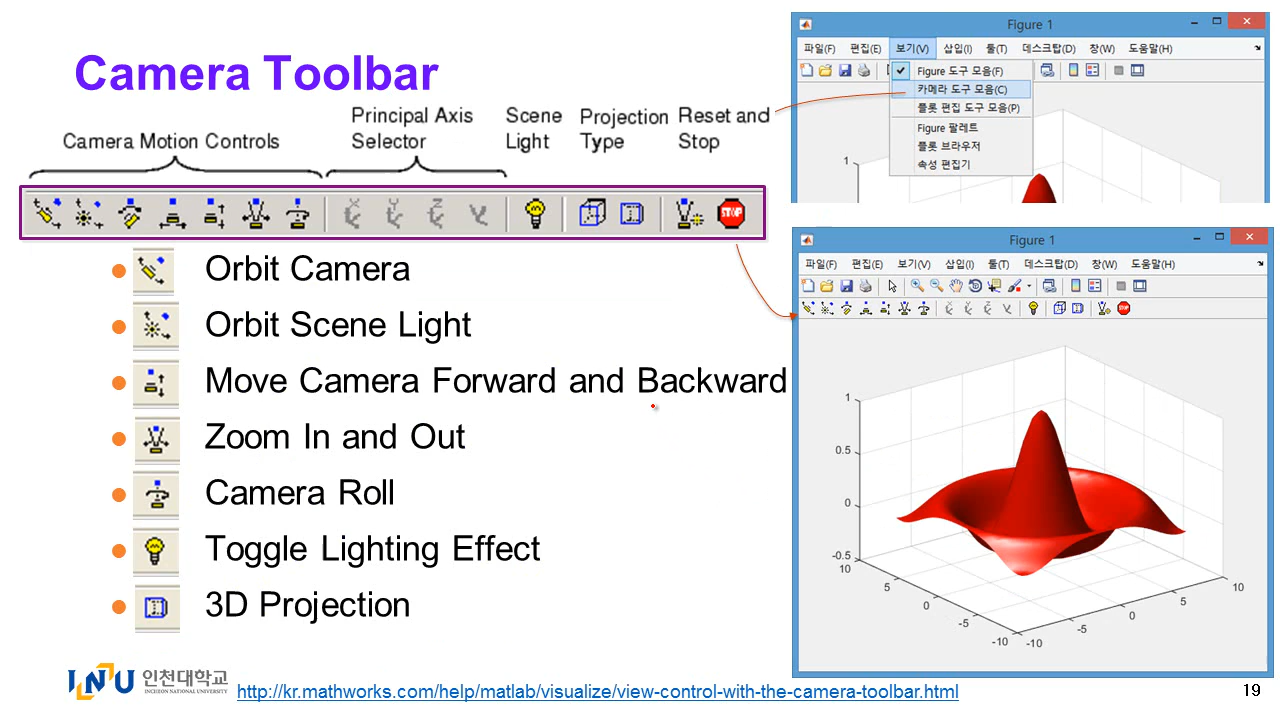 Camera Toolbar
Camera Motion Controls
Principal Axis
Selector
Scene
Light
Projection
Type
Reset and
Stop
X
Y
Z
STOP
Orbit Camera
Orbit Scene Light
Move Camera Forward and Backward
Zoom In and Out
Camera Roll
Toggle Lighting Effect
3D Projection
Figure 1
파일(F) 편집(E) 보기(V) 삽입(I) 툴(T) 데스크탑(D) 창(W) 도움말(H)
Figure 도구 모음(F)
카메라 도구 모음(C)
플롯 편집 도구 모음(P)
Figure 팔레트
플롯 브라우저
속성 편집기
1
Figure 1
파일(F) 편집(E) 보기(V) 삽입(I) 툴(T) 데스크탑(D) 창(W) 도움말(H)
STOP
1
0.5
0
-0.5
10
5
0
-5
-10
-10
-5
0
5
10
INU 인천대학교
INCHEON NATIONAL UNIVERSITY
http://kr.mathworks.com/help/matlab/visualize/view-control-with-the-camera-toolbar.html
19